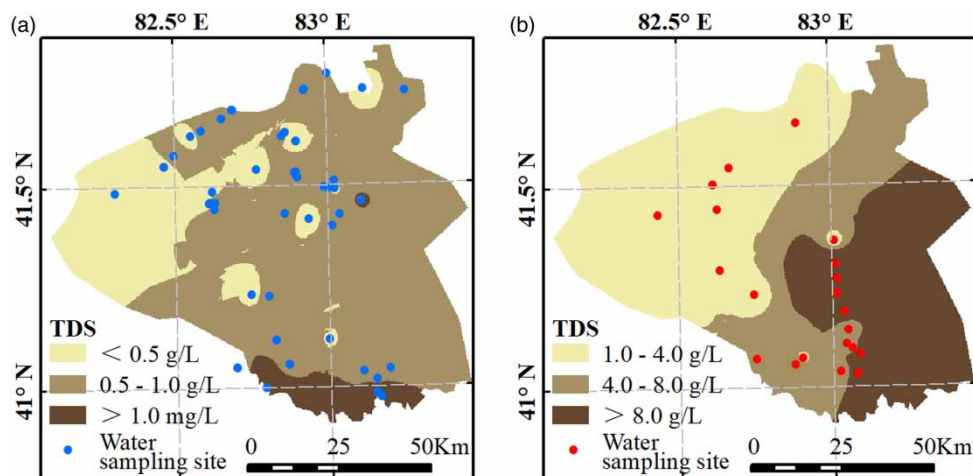 (a)
82.5° E
83° E
41.5° N
41° N
TDS
< 0.5 g/L
0.5 - 1.0 g/L
> 1.0 mg/L
Water
sampling site
0 25 50Km
(b)
82.5° E
83° E
41.5° N
41° N
TDS
1.0 - 4.0 g/L
4.0 - 8.0 g/L
> 8.0 g/L
Water
sampling site
0 25 50Km